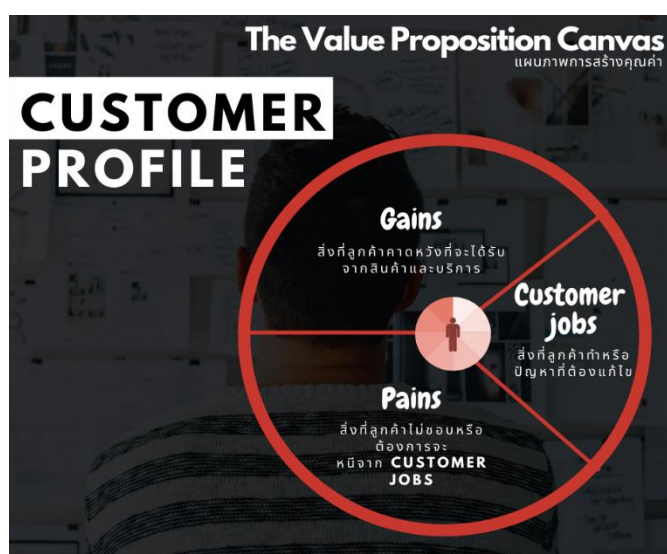 The Value Proposition Canvas
แผนภาพการสร้างคุณค่า
CUSTOMER
PROFILE
Gains
สิ่งที่ลูกค้าคาดหวังที่จะได้รับ
จากสินค้าและบริการ
Customer
jobs
สิ่งที่ลูกค้าทำหรือ
ปัญหาที่ต้องแก้ไข
Pains
สิ่งที่ลูกค้าไม่ชอบหรือ
ต้องการจะ
หนีจาก CUSTOMER
JOBS